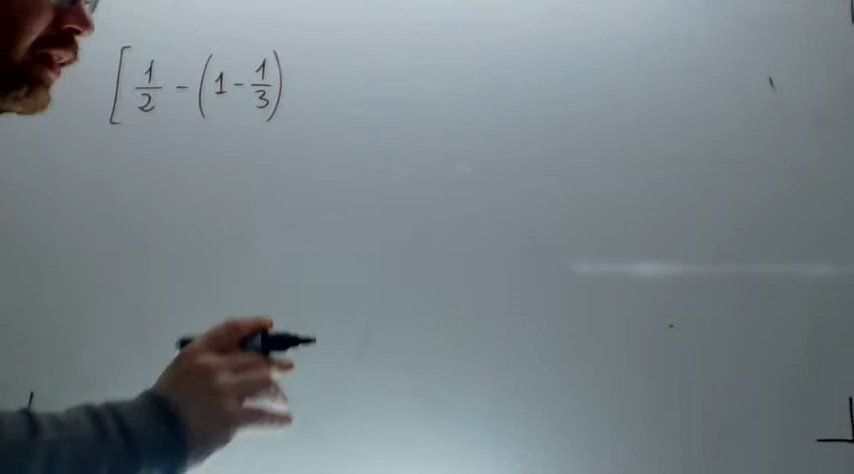 [ 1/2 - (1 - 1/3)